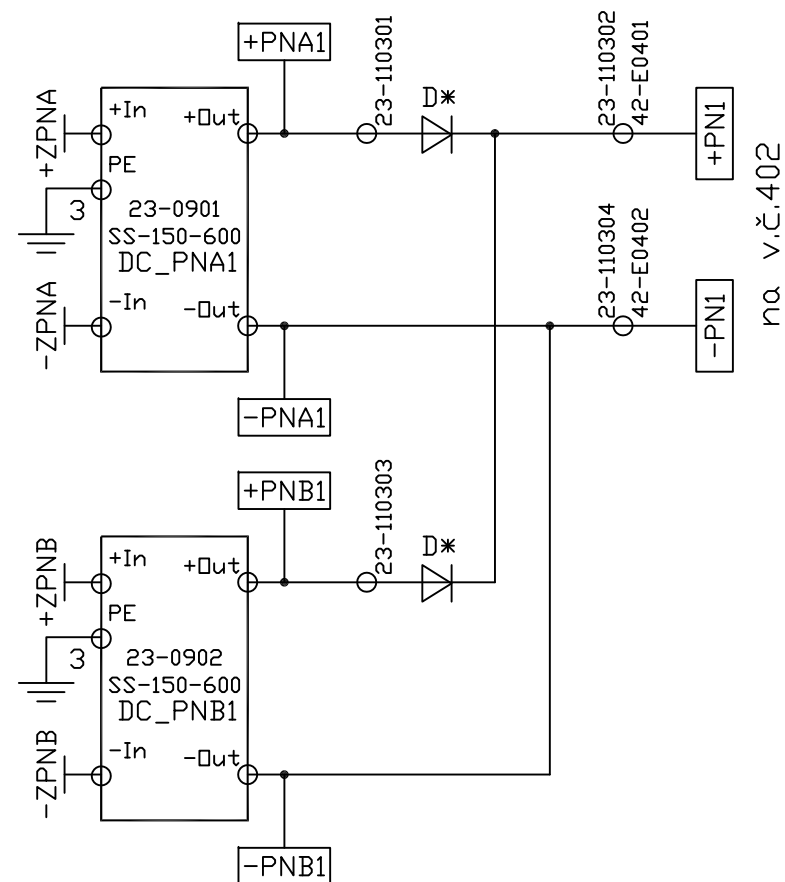 +PNA1
23-110301
D*
23-110302
42-E0401
+PN1
+ZPNA
+In
+Out
PE
3
23-0901
SS-150-600
DC_PNA1
-In
-Out
-ZPNA
23-110304
42-E0402
-PN1
na v.č.402
-PNA1
+PNB1
23-110303
D*
+ZPNB
+In
+Out
PE
3
23-0902
SS-150-600
DC_PNB1
-In
-Out
-ZPNB
-PNB1